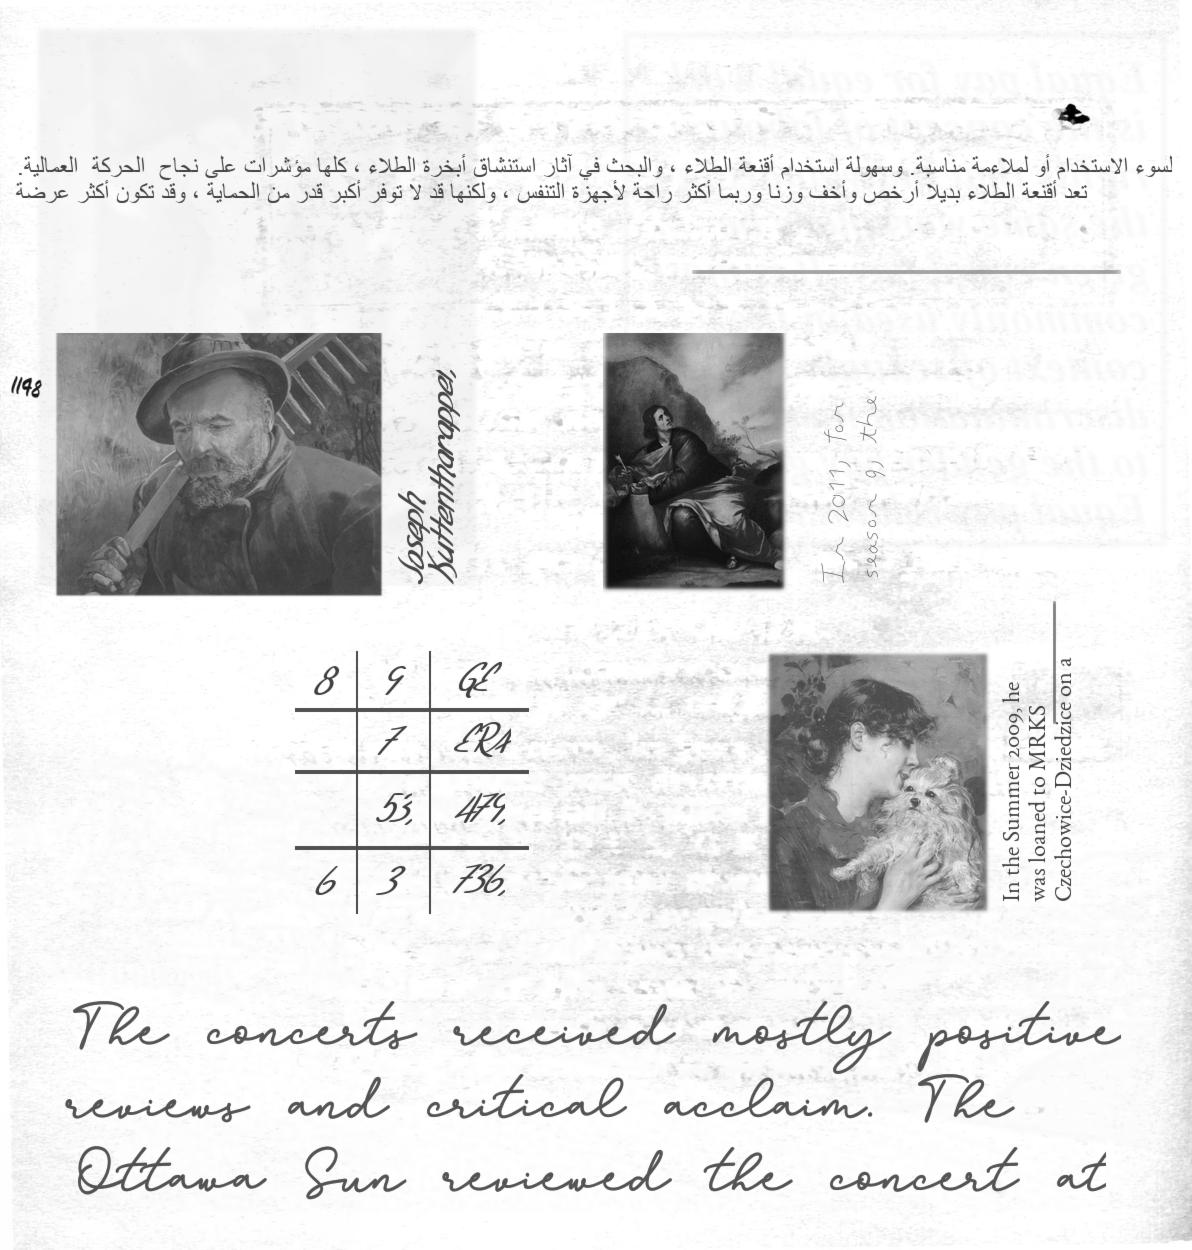 لسوء الاستخدام أو لملاءمة مناسبة. وسهولة استخدام أقنعة الطلاء ، والبحث في آثار استنشاق أبخرة الطلاء ، كلها مؤشرات على نجاح الحركة العمالية.
تعد أقنعة الطلاء بديلاً أرخص وأخف وزنا وربما أكثر راحة لأجهزة التنفس ، ولكنها قد لا توفر أكبر قدر من الحماية ، وقد تكون أكثر عرضة
1198
Joseph
Kuttentharappel,
In 2011, for
season 9, the
8 9 GE
7 ERA
53, 479,
6 3 736,
In the Summer 2009, he
was loaned to MRKS
Czechowice-Dziedzice on a
The concerts received mostly positive
reviews and critical acclaim. The
Ottawa Sun reviewed the concert at